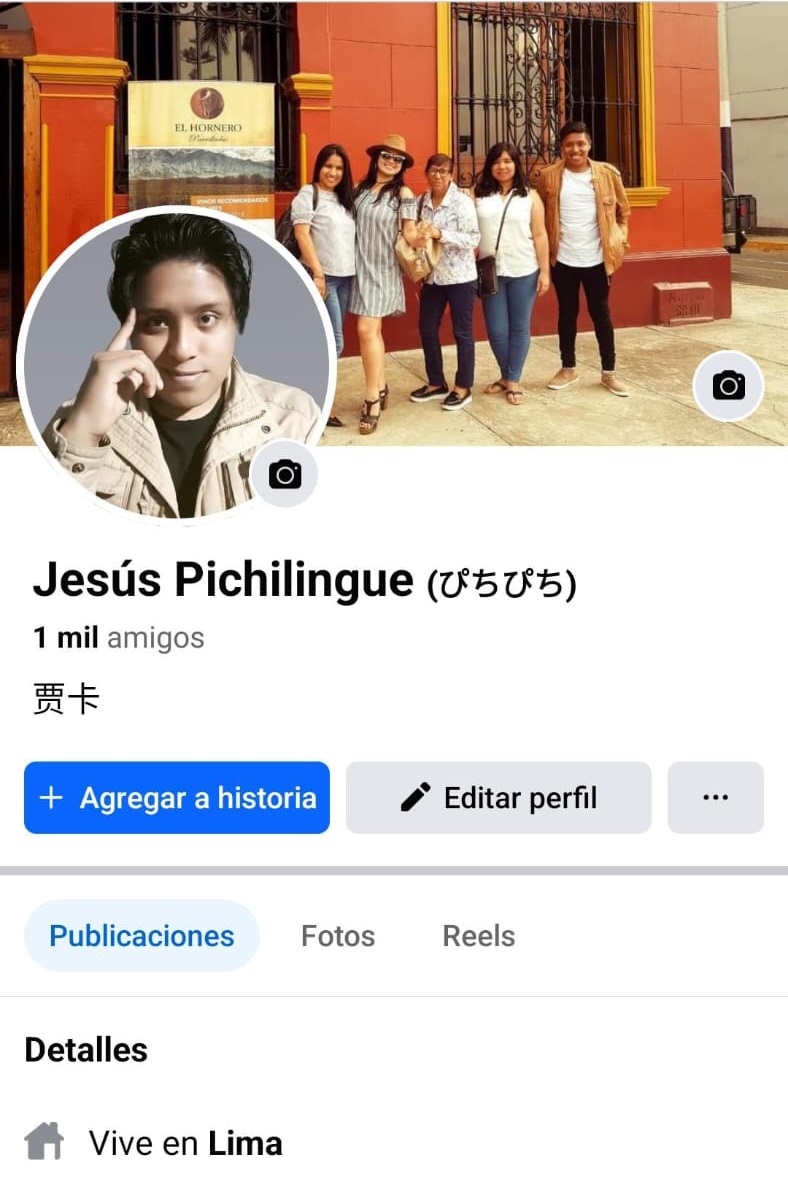 EL HORNERO
Parrilladas
VINOS RECOMENDADOS
Jesús Pichilingue (ぴちぴち)
1 mil amigos
贾卡
+ Agregar a historia
Editar perfil
...
Publicaciones
Fotos
Reels
Detalles
Vive en Lima